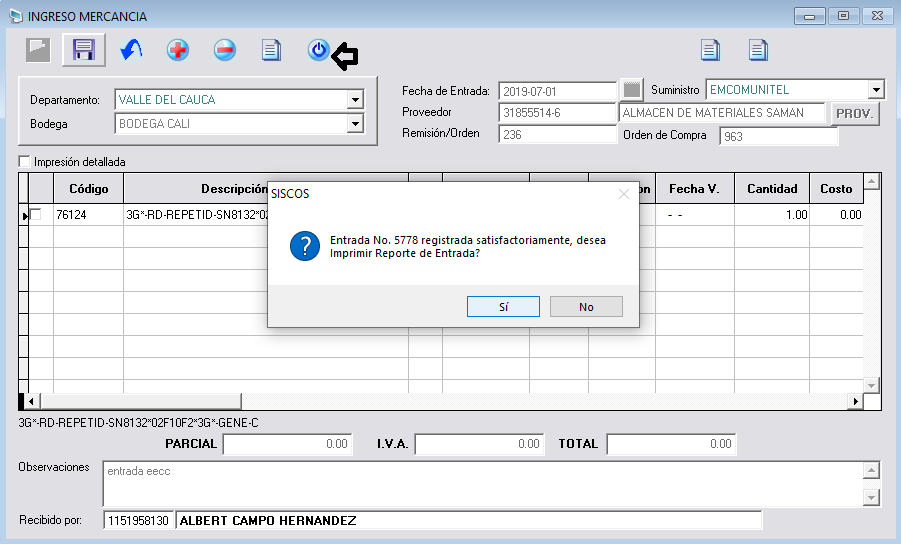 INGRESO MERCANCIA
Departamento: VALLE DEL CAUCA
Bodega BODEGA CALI
Fecha de Entrada: 2019-07-01 Suministro EMCOMUNITEL
Proveedor 31855514-6 ALMACEN DE MATERIALES SAMAN PROV.
Remisión/Orden 236 Orden de Compra 963
Impresión detallada
Código Descripción on Fecha V. Cantidad Costo
76124 3G*-RD-REPETID-SN8132*02 - - 1.00 0.00
SISCOS
Entrada No. 5778 registrada satisfactoriamente, desea
Imprimir Reporte de Entrada?
Sí No
3G*-RD-REPETID-SN8132*02F10F2*3G*-GENE-C
PARCIAL 0.00 I.V.A. 0.00 TOTAL 0.00
Observaciones entrada eecc
Recibido por: 1151958130 ALBERT CAMPO HERNANDEZ